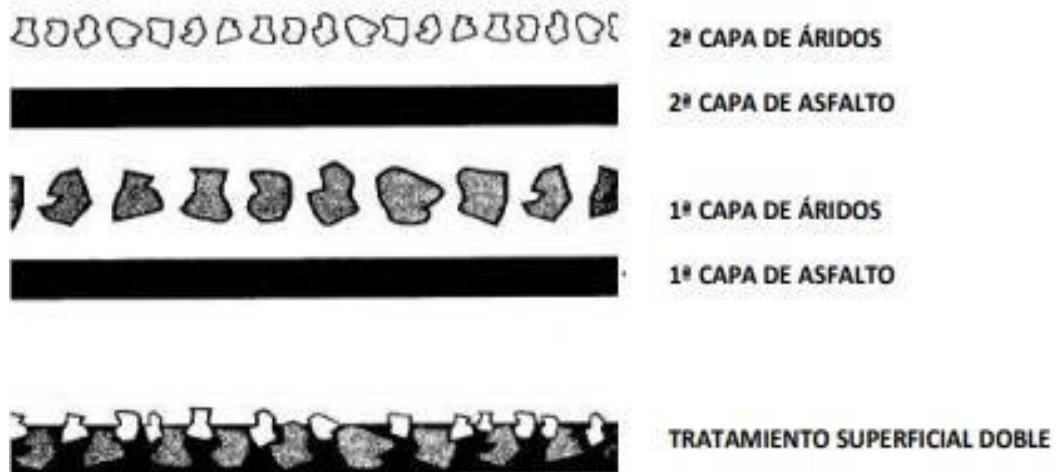 2ª CAPA DE ÁRIDOS
2ª CAPA DE ASFALTO
1ª CAPA DE ÁRIDOS
1ª CAPA DE ASFALTO
TRATAMIENTO SUPERFICIAL DOBLE